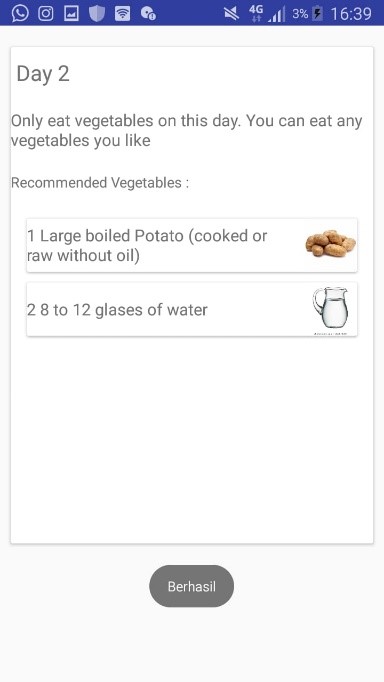 4G 3% 16:39
Day 2
Only eat vegetables on this day. You can eat any
vegetables you like
Recommended Vegetables :
1 Large boiled Potato (cooked or
raw without oil)
2 8 to 12 glases of water
Berhasil